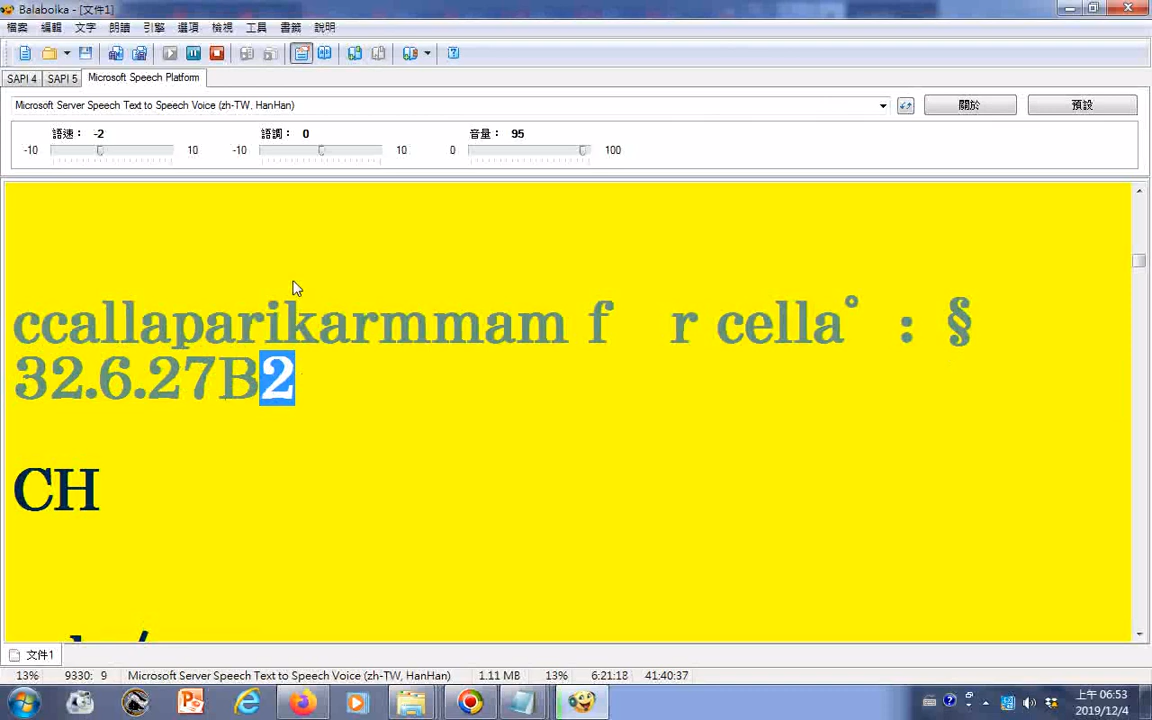 Balabolka - [文件1]
檔案 編輯 文字 朗讀 引擎 選項 檢視 工具 書籤 說明
SAPI 4 SAPI 5 Microsoft Speech Platform
Microsoft Server Speech Text to Speech Voice (zh-TW, HanHan) 關於 預設
語速： -2 語調： 0 音量： 95
-10 10 -10 10 0 100
ccallaparikarmmam f r cella° : §
32.6.27B2
CH
文件1
13% 9330: 9 Microsoft Server Speech Text to Speech Voice (zh-TW, HanHan) 1.11 MB 13% 6:21:18 41:40:37
上午 06:53
2019/12/4